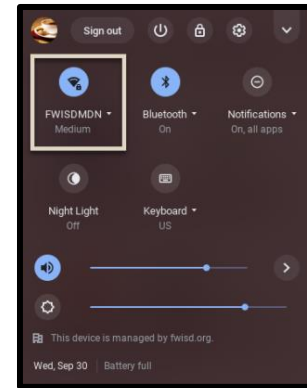 Sign out
FWISDMDN
Medium
Bluetooth
On
Notifications
On, all apps
Night Light
Off
Keyboard
US
This device is managed by fwisd.org.
Wed, Sep 30 | Battery full